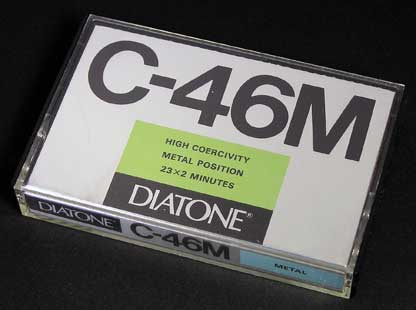 C-46M
HIGH COERCIVITY
METAL POSITION
23×2 MINUTES
DIATONE®
DIATONE C-46M METAL